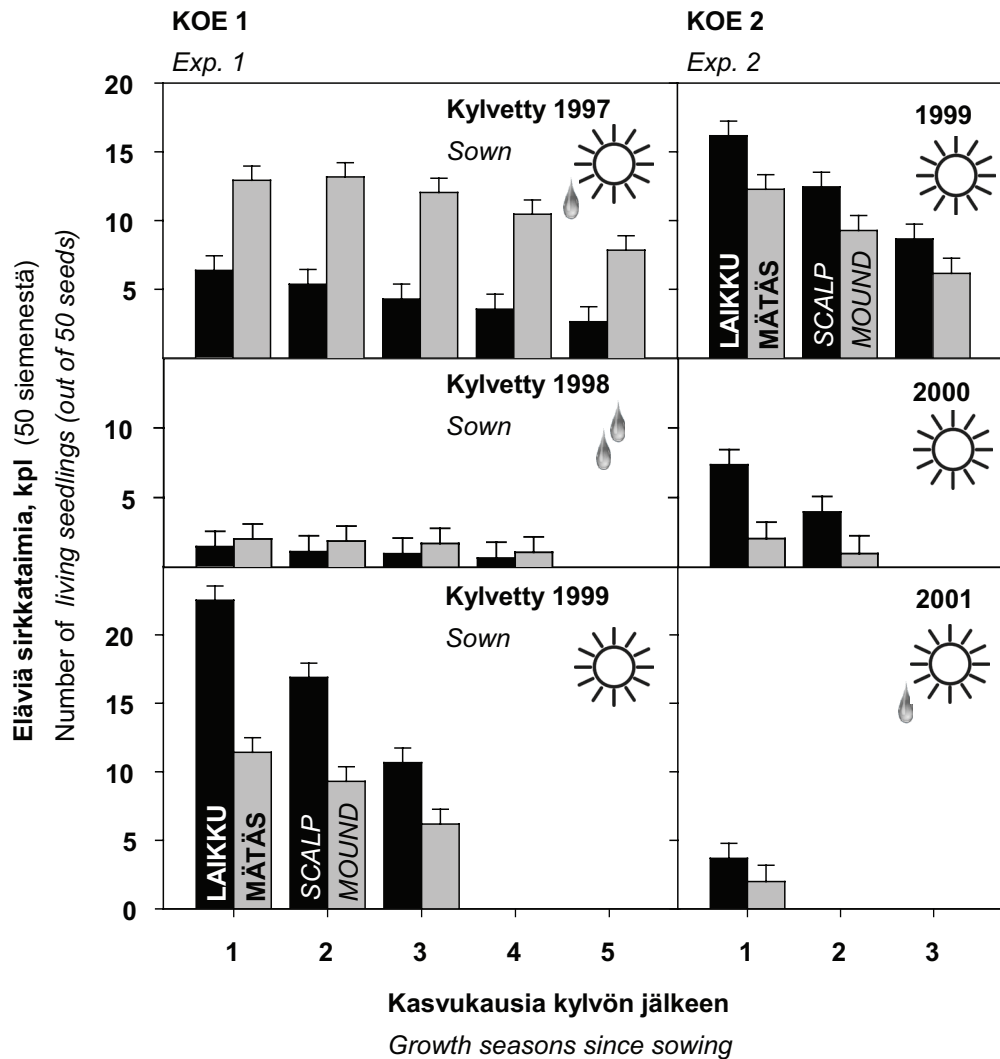 KOE 1
Exp. 1
KOE 2
Exp. 2
Eläviä sirkkataimia, kpl (50 siemenestä)
Number of living seedlings (out of 50 seeds)
20
15
10
5
Kylvetty 1997
Sown
1999
LAIKKU
MÄTÄS
SCALP
MOUND
10
5
Kylvetty 1998
Sown
2000
20
15
10
5
0
Kylvetty 1999
Sown
LAIKKU
MÄTÄS
SCALP
MOUND
2001
1 2 3 4 5 1 2 3
Kasvukausia kylvön jälkeen
Growth seasons since sowing